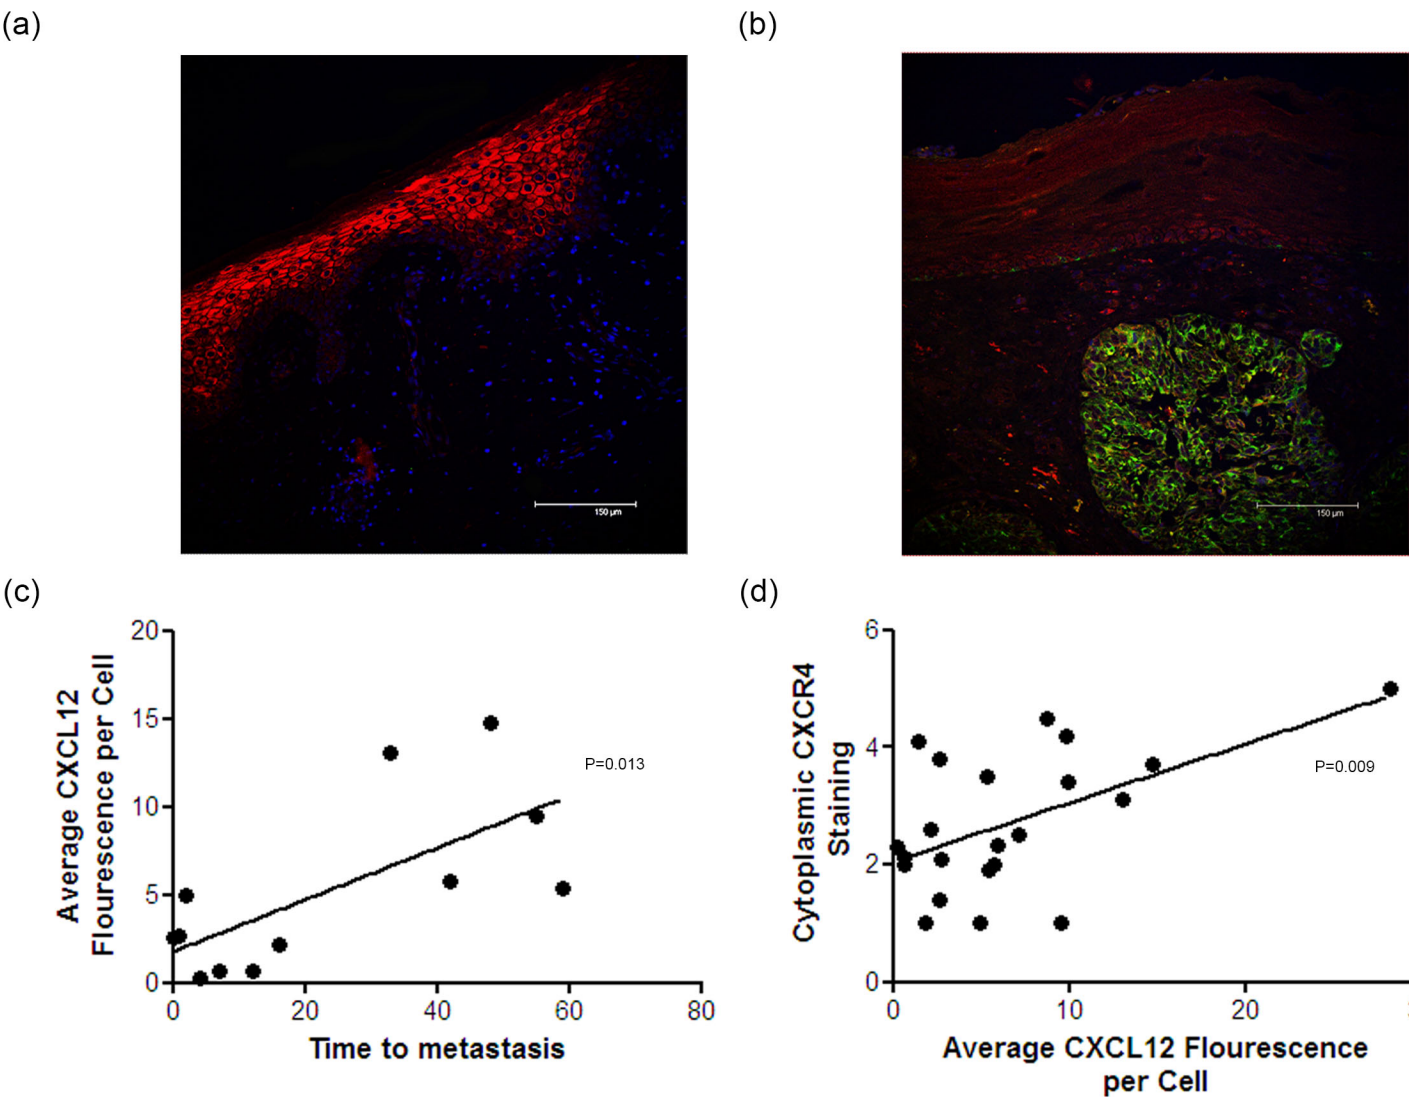 (a)
(b)
150 µm
150 µm
(c)
(d)
20
15
10
5
0
Average CXCL12
Flourescence per Cell
P=0.013
0
20
40
60
80
Time to metastasis
6
4
2
0
Cytoplasmic CXCR4
Staining
P=0.009
0
10
20
Average CXCL12 Flourescence
per Cell